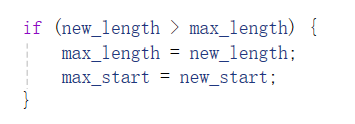 if (new_length > max_length) {
    max_length = new_length;
    max_start = new_start;
}